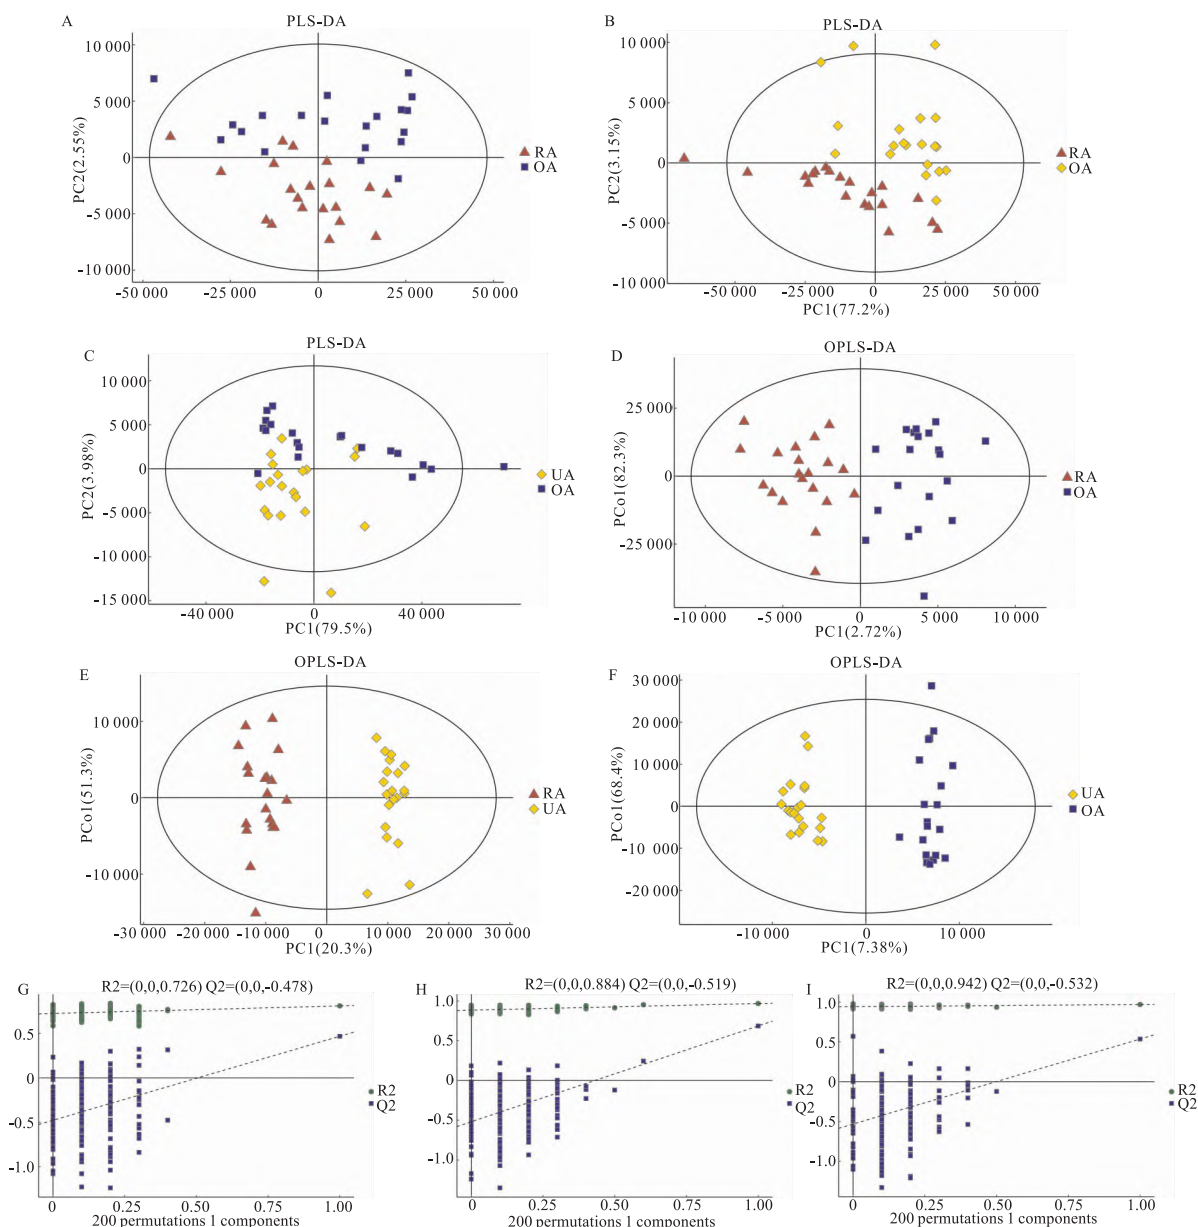 A
PLS-DA
10 000
5 000
0
-5 000
-10 000
PC2(2.55%)
-50 000
-25 000
0
25 000
50 000
RA
OA
B
PLS-DA
10 000
5 000
0
-5 000
-10 000
PC2(3.15%)
-50 000
-25 000
0
25 000
50 000
PC1(77.2%)
RA
OA
C
PLS-DA
10 000
5 000
0
-5 000
-10 000
-15 000
PC2(3.98%)
-40 000
0
40 000
PC1(79.5%)
UA
OA
D
OPLS-DA
25 000
0
-25 000
PCo1(82.3%)
-10 000
-5 000
0
5 000
10 000
PC1(2.72%)
RA
OA
E
OPLS-DA
10 000
0
-10 000
PCo1(51.3%)
-30 000
-20 000
-10 000
0
10 000
20 000
30 000
PC1(20.3%)
RA
UA
F
OPLS-DA
30 000
20 000
10 000
0
-10 000
-20 000
PCo1(68.4%)
-10 000
0
10 000
PC1(7.38%)
UA
OA
G
R2=(0,0,0.726) Q2=(0,0,-0.478)
0.5
0
-0.5
-1.0
0
0.25
0.50
0.75
1.00
200 permutations 1 components
R2
Q2
H
R2=(0,0,0.884) Q2=(0,0,-0.519)
1.0
0.5
0
-0.5
-1.0
0
0.25
0.50
0.75
1.00
200 permutations 1 components
R2
Q2
I
R2=(0,0,0.942) Q2=(0,0,-0.532)
1.0
0.5
0
-0.5
-1.0
0
0.25
0.50
0.75
1.00
200 permutations 1 components
R2
Q2